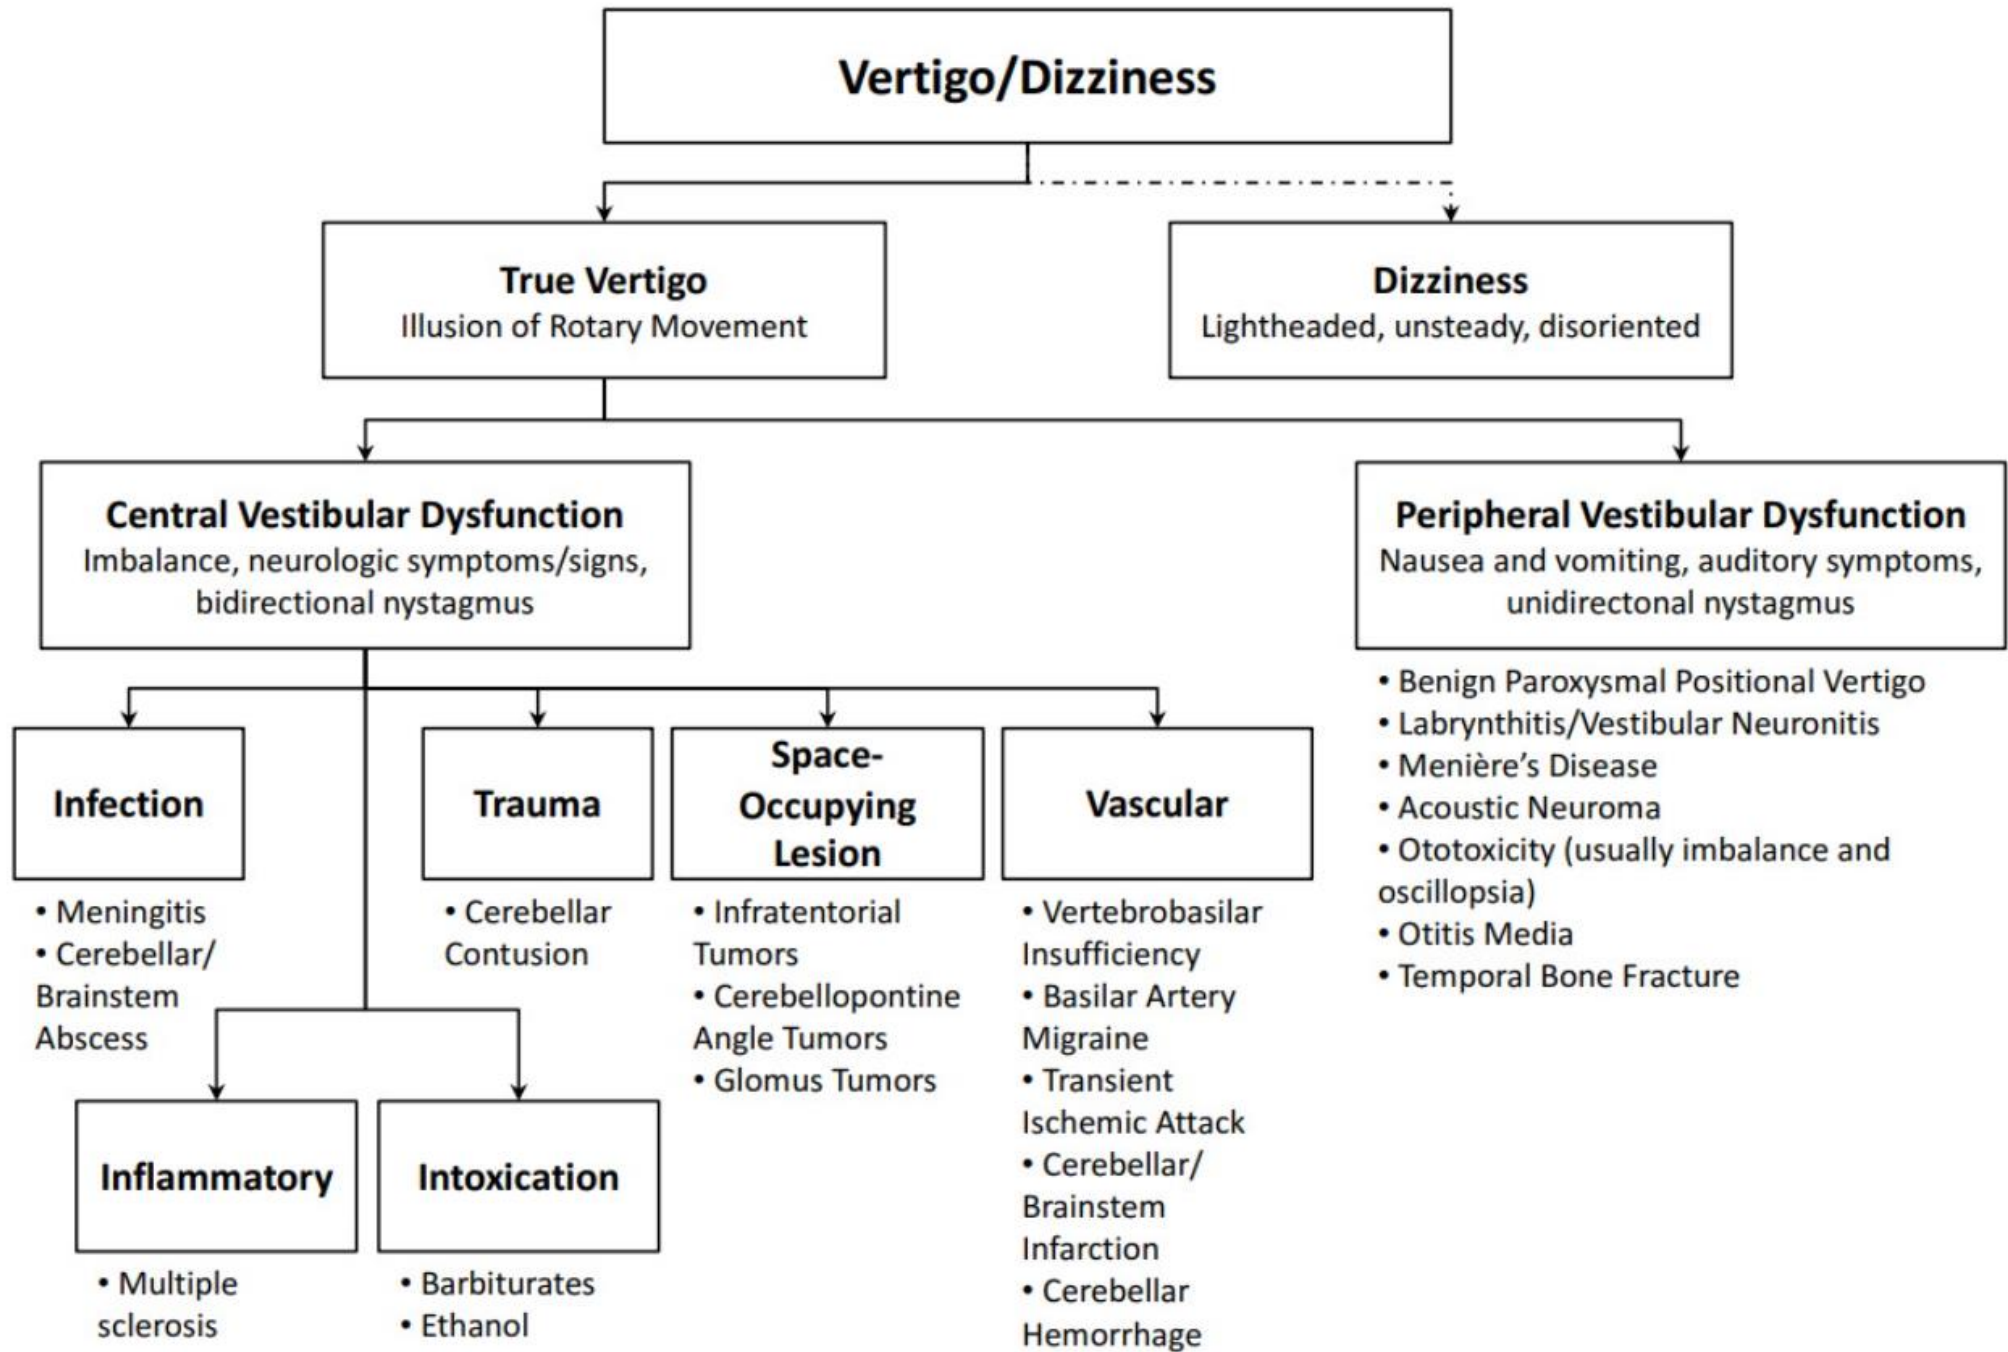 Vertigo/Dizziness
True Vertigo
Illusion of Rotary Movement
Dizziness
Lightheaded, unsteady, disoriented
Central Vestibular Dysfunction
Imbalance, neurologic symptoms/signs,
bidirectional nystagmus
Peripheral Vestibular Dysfunction
Nausea and vomiting, auditory symptoms,
unidirectonal nystagmus
• Benign Paroxysmal Positional Vertigo
• Labrynthitis/Vestibular Neuronitis
• Menière’s Disease
• Acoustic Neuroma
• Ototoxicity (usually imbalance and
oscillopsia)
• Otitis Media
• Temporal Bone Fracture
Infection
• Meningitis
• Cerebellar/
Brainstem
Abscess
Trauma
• Cerebellar
Contusion
Space-
Occupying
Lesion
• Infratentorial
Tumors
• Cerebellopontine
Angle Tumors
• Glomus Tumors
Vascular
• Vertebrobasilar
Insufficiency
• Basilar Artery
Migraine
• Transient
Ischemic Attack
• Cerebellar/
Brainstem
Infarction
• Cerebellar
Hemorrhage
Inflammatory
• Multiple
sclerosis
Intoxication
• Barbiturates
• Ethanol